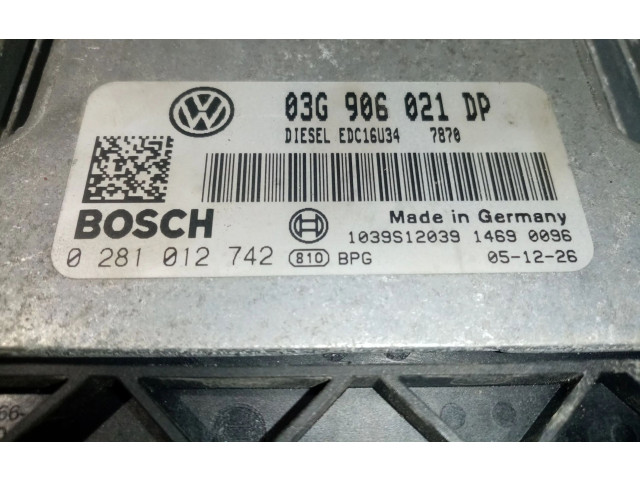 03G 906 021 DP
DIESEL EDC16U34 7870
BOSCH
Made in Germany
1039S12039 1469 0096
0 281 012 742 810 BPG 05-12-26